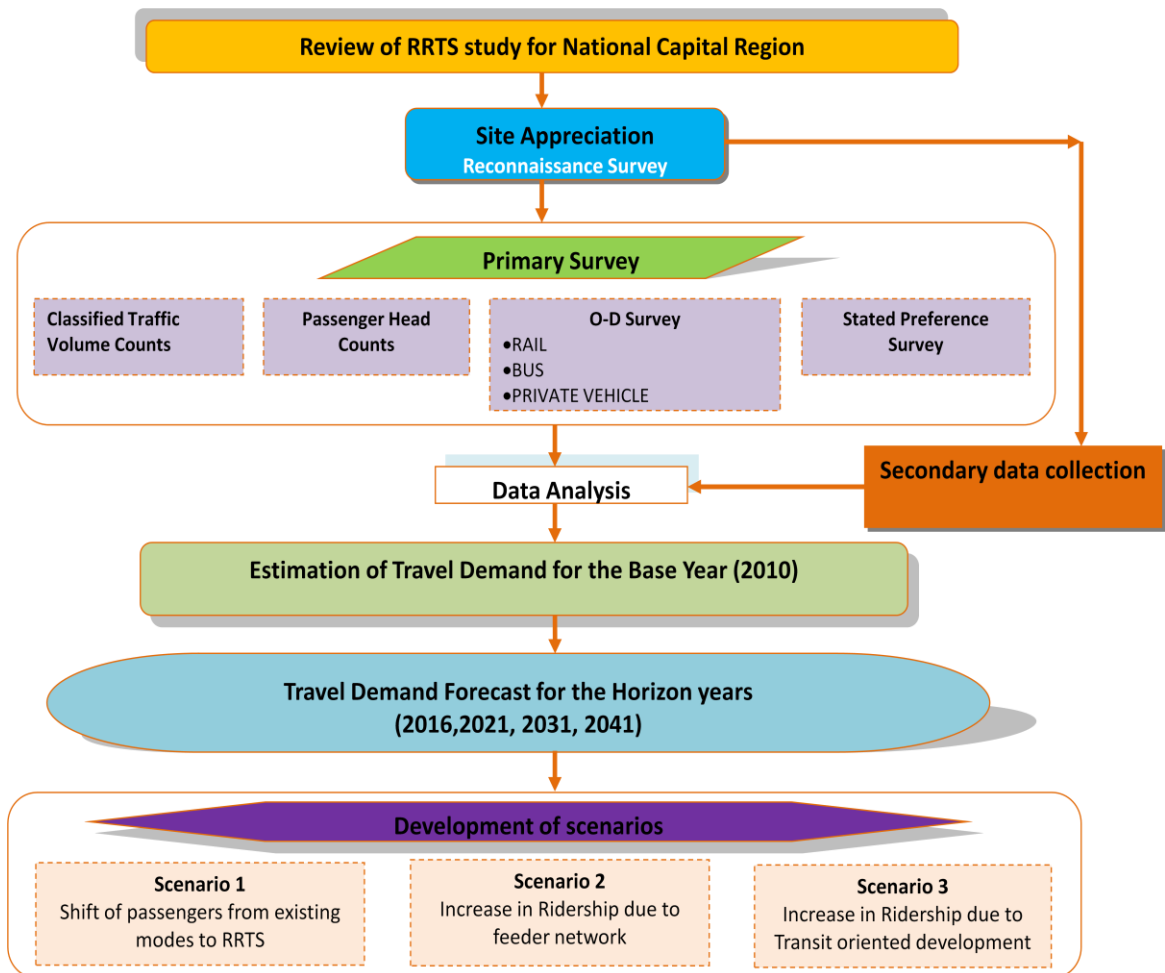 Review of RRTS study for National Capital Region
Site Appreciation
Reconnaissance Survey
Primary Survey
Classified Traffic
Volume Counts
Passenger Head
Counts
O-D Survey
•RAIL
•BUS
•PRIVATE VEHICLE
Stated Preference
Survey
Secondary data collection
Data Analysis
Estimation of Travel Demand for the Base Year (2010)
Travel Demand Forecast for the Horizon years
(2016,2021, 2031, 2041)
Development of scenarios
Scenario 1
Shift of passengers from existing
modes to RRTS
Scenario 2
Increase in Ridership due to
feeder network
Scenario 3
Increase in Ridership due to
Transit oriented development